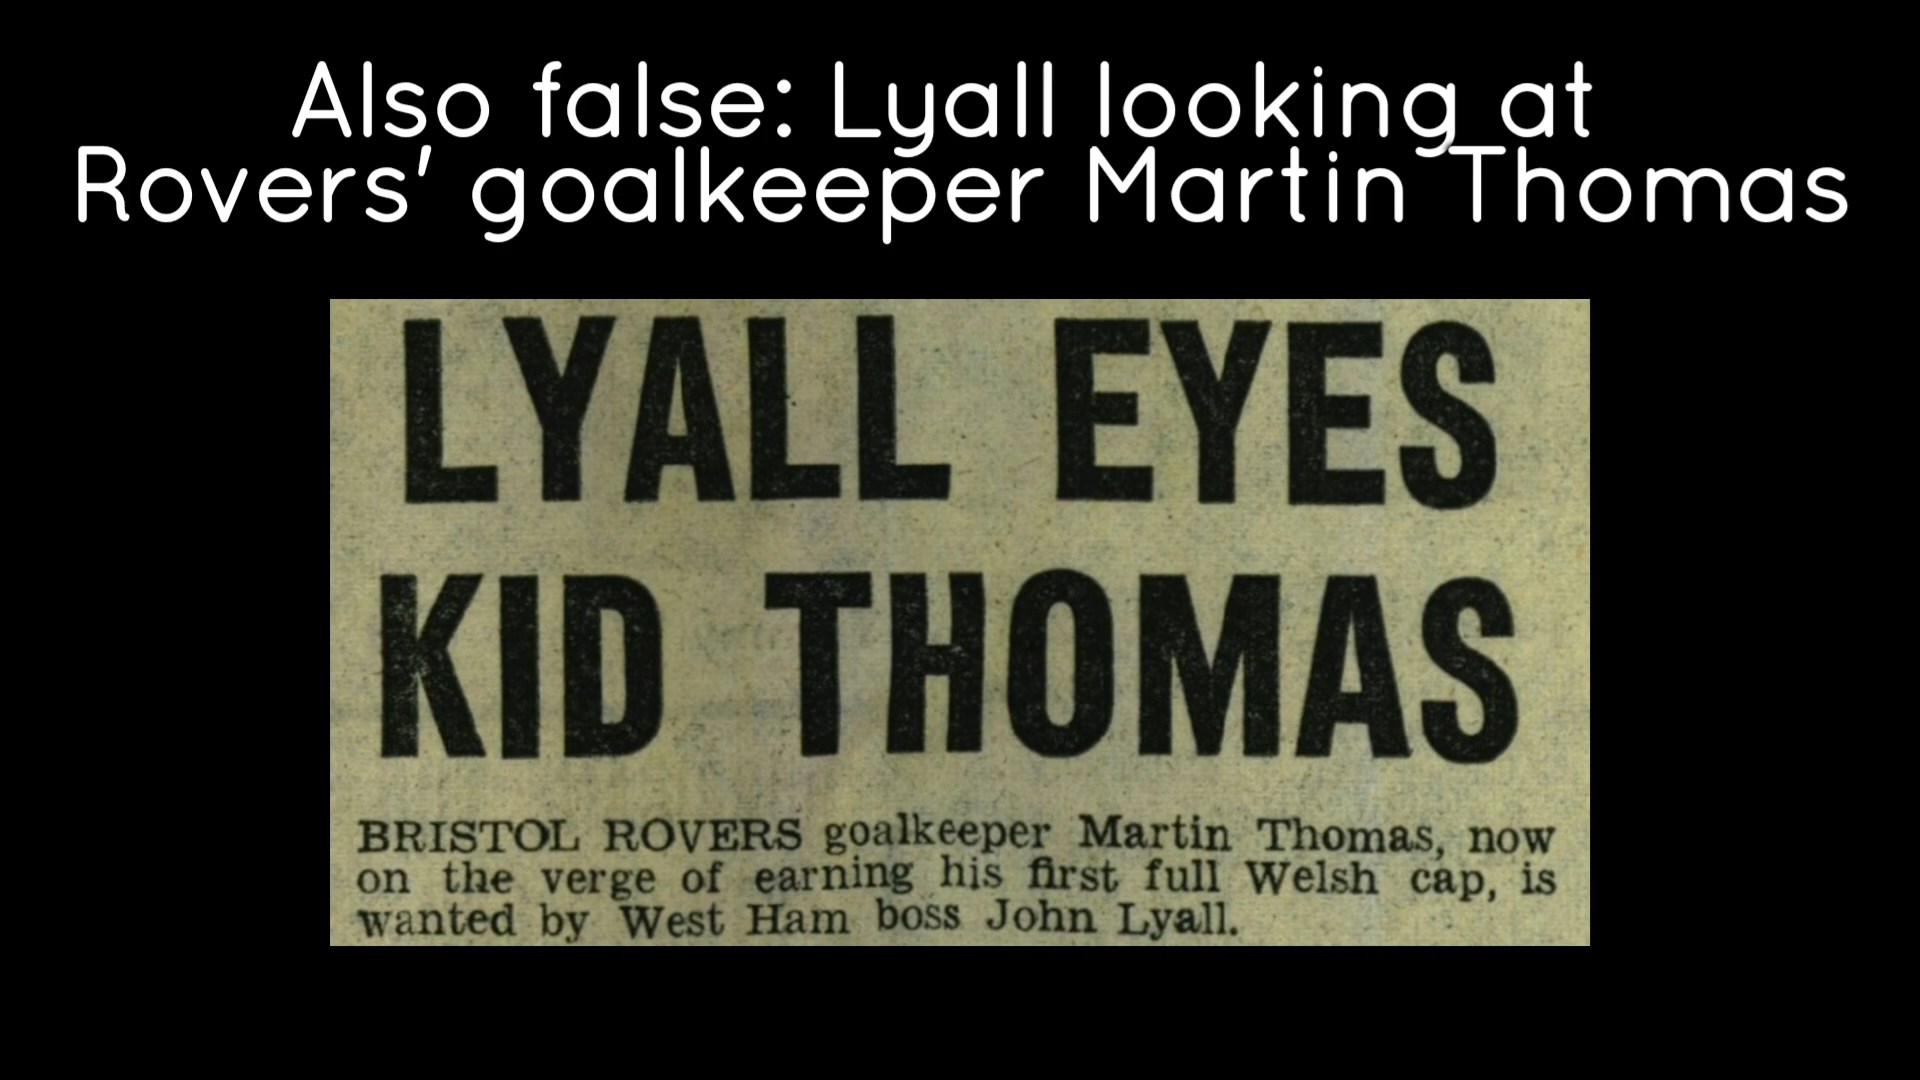 Also false: Lyall looking at
Rovers' goalkeeper Martin Thomas
LYALL EYES
KID THOMAS
BRISTOL ROVERS goalkeeper Martin Thomas, now
on the verge of earning his first full Welsh cap, is
wanted by West Ham boss John Lyall.